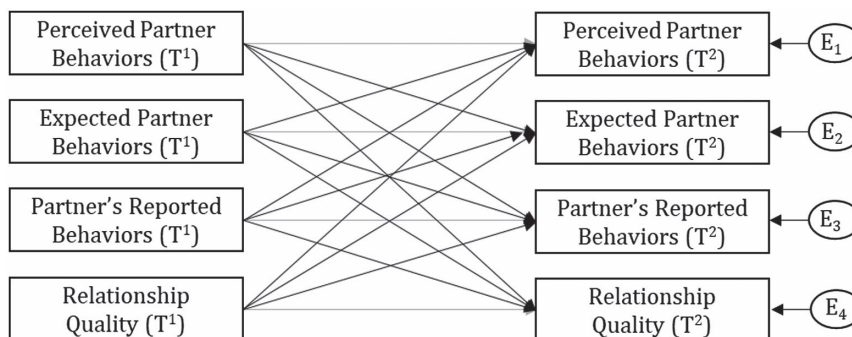 Perceived Partner
Behaviors (T¹)
Perceived Partner
Behaviors (T²)
E₁
Expected Partner
Behaviors (T¹)
Expected Partner
Behaviors (T²)
E₂
Partner's Reported
Behaviors (T¹)
Partner's Reported
Behaviors (T²)
E₃
Relationship
Quality (T¹)
Relationship
Quality (T²)
E₄